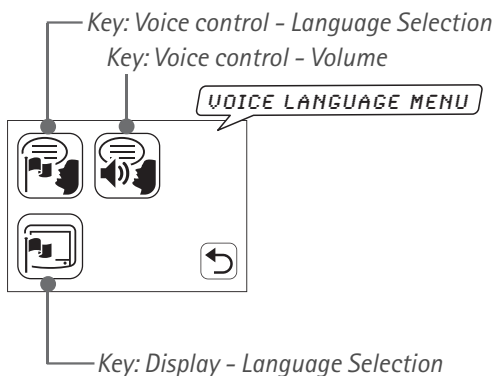 Key: Voice control - Language Selection
Key: Voice control - Volume
VOICE LANGUAGE MENU
Key: Display - Language Selection